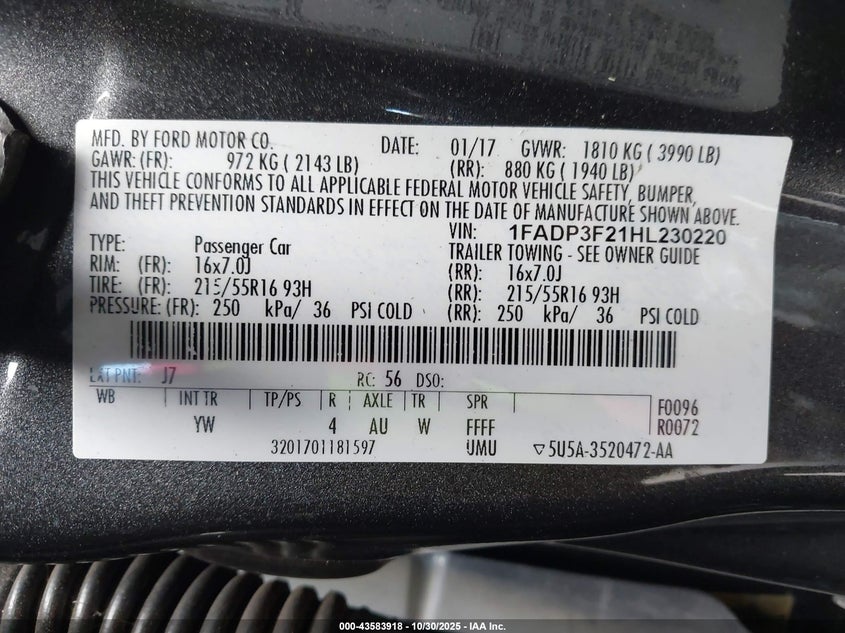 MFD. BY FORD MOTOR CO. DATE: 01/17 GVWR: 1810 KG ( 3990 LB)
GAWR: (FR): 972 KG ( 2143 LB) (RR): 880 KG ( 1940 LB)
THIS VEHICLE CONFORMS TO ALL APPLICABLE FEDERAL MOTOR VEHICLE SAFETY, BUMPER,
AND THEFT PREVENTION STANDARDS IN EFFECT ON THE DATE OF MANUFACTURE SHOWN ABOVE.
VIN: 1FADP3F21HL230220
TYPE: Passenger Car TRAILER TOWING - SEE OWNER GUIDE
RIM: (FR): 16x7.0J (RR): 16x7.0J
TIRE: (FR): 215/55R16 93H (RR): 215/55R16 93H
PRESSURE: (FR): 250 kPa/ 36 PSI COLD (RR): 250 kPa/ 36 PSI COLD
EXT PNT: J7 RC: 56 DSO:
WB INT TR TP/PS R AXLE TR SPR
YW 4 AU W FFFF
F0096
R0072
3201701181597 UMU ▽5U5A-3520472-AA
000-43583918 - 10/30/2025 - IAA Inc.